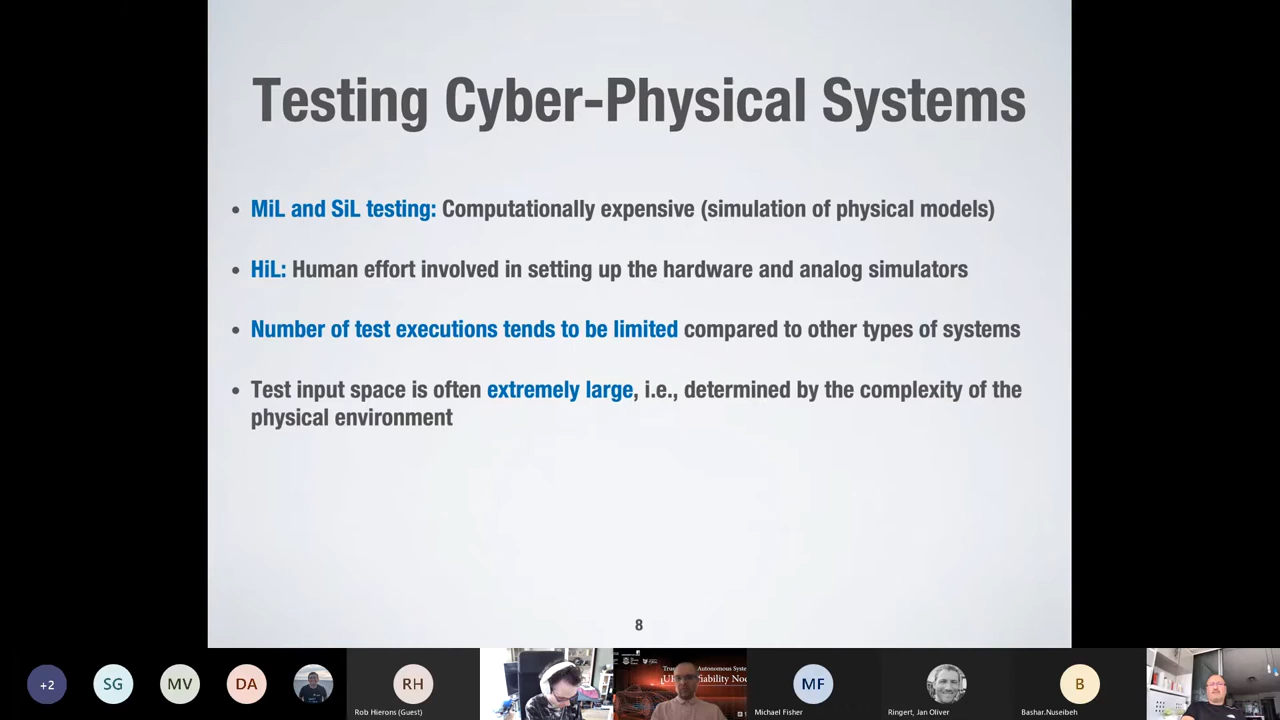 Testing Cyber-Physical Systems
• MiL and SiL testing: Computationally expensive (simulation of physical models)
• HiL: Human effort involved in setting up the hardware and analog simulators
• Number of test executions tends to be limited compared to other types of systems
• Test input space is often extremely large, i.e., determined by the complexity of the
physical environment
8
+2
SG
MV
DA
RH
Rob Hierons (Guest)
MF
Michael Fisher
Ringert, Jan Oliver
B
Bashar.Nuseibeh